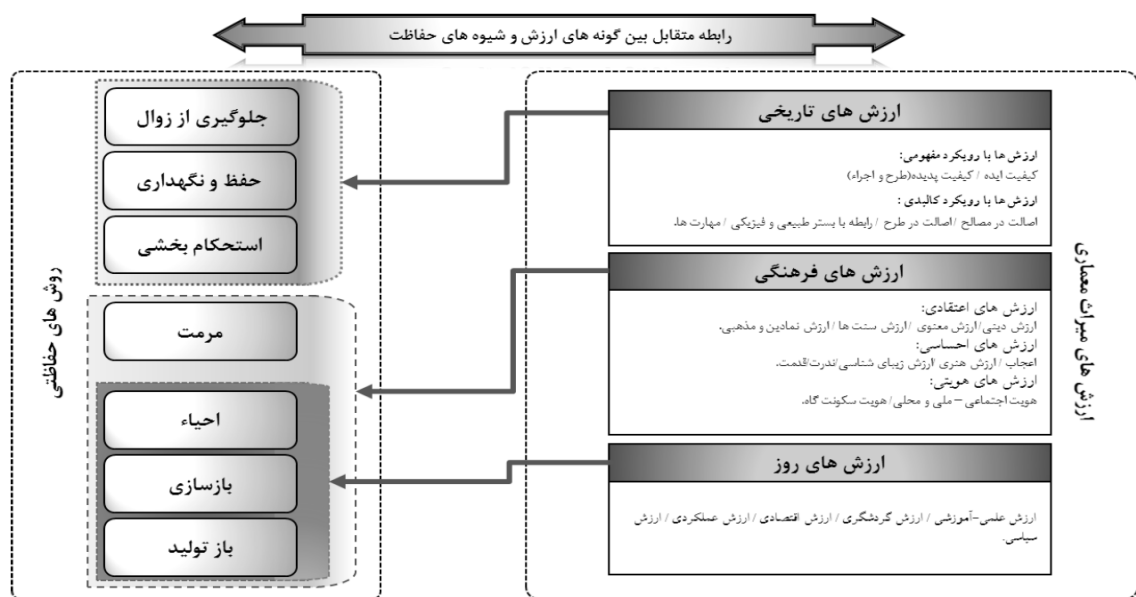 رابطه متقابل بین گونه های ارزش و شیوه های حفاظت
ارزش های میراث معماری
ارزش های تاریخی
ارزش ها با رویکرد مفهومی:
کیفیت ایده / کیفیت پدیده(طرح و اجراء)
ارزش ها با رویکرد کالبدی :
اصالت در مصالح /اصالت در طرح / رابطه با بستر طبیعی و فیزیکی / مهارت ها.
ارزش های فرهنگی
ارزش های اعتقادی:
ارزش دینی/ارزش معنوی /ارزش سنت ها / ارزش نمادین و مذهبی.
ارزش های احساسی:
اعجاب / ارزش هنری /ارزش زیبای شناسی/ندرت/قدمت.
ارزش های هویتی:
هویت اجتماعی – ملی و محلی/ هویت سکونت گاه.
ارزش های روز
ارزش علمی-آموزشی / ارزش گردشگری / ارزش اقتصادی / ارزش عملکردی / ارزش
سیاسی.
روش های حفاظتی
جلوگیری از زوال
حفظ و نگهداری
استحکام بخشی
مرمت
احیاء
بازسازی
باز تولید